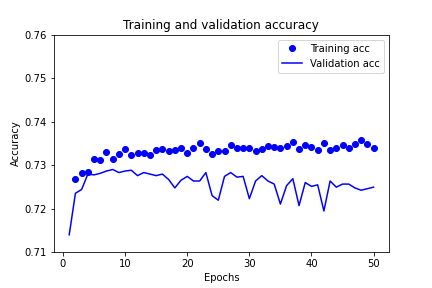 Training and validation accuracy
0.76
0.75
0.74
0.73
0.72
0.71
Accuracy
Training acc
Validation acc
0 10 20 30 40 50
Epochs